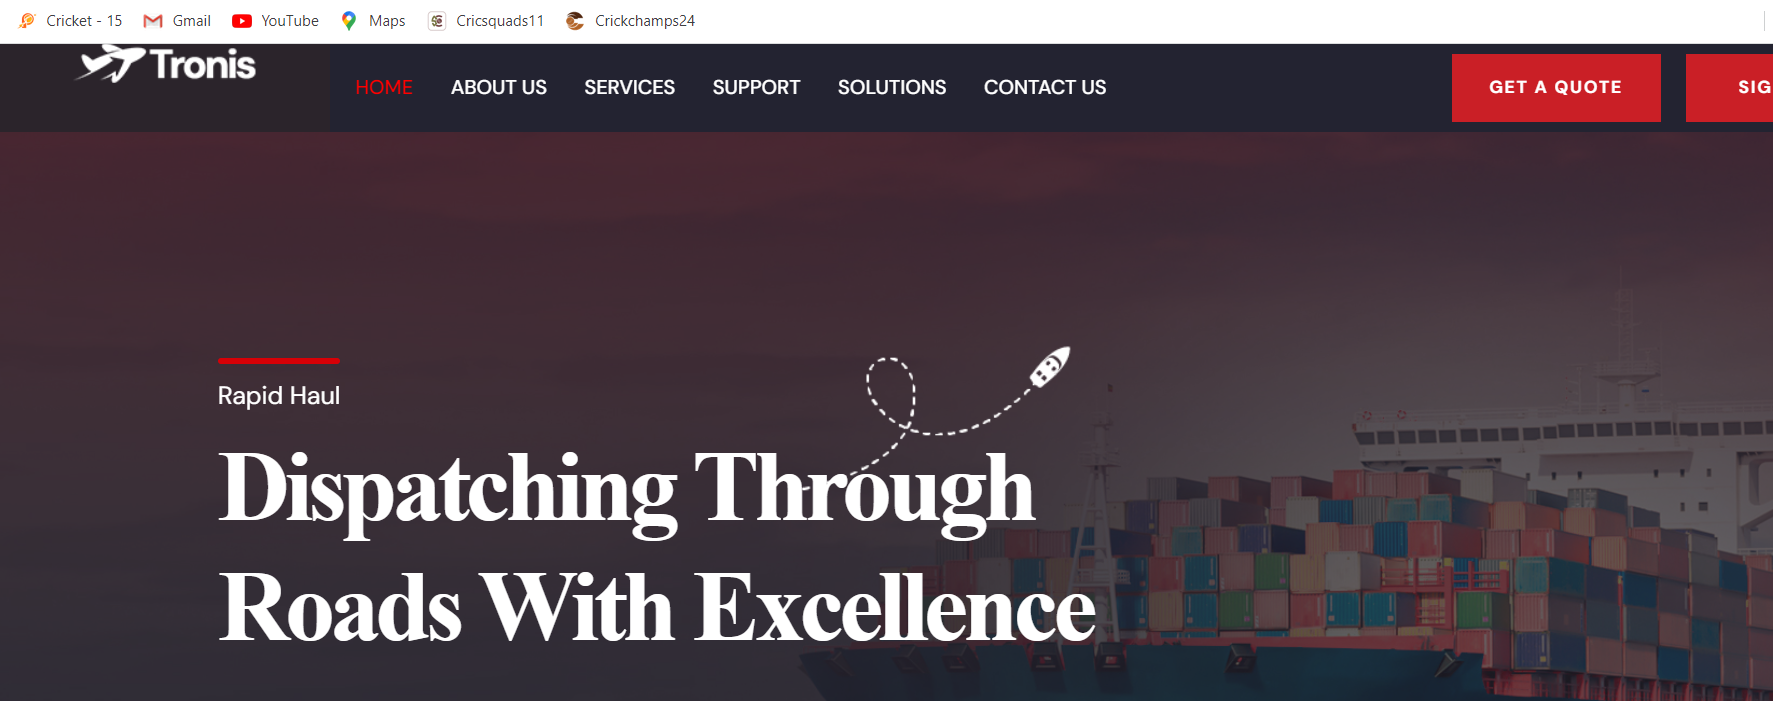 Cricket - 15 Gmail YouTube Maps Cricsquads11 Crickchamps24
Tronis HOME ABOUT US SERVICES SUPPORT SOLUTIONS CONTACT US GET A QUOTE SIG
Rapid Haul
Dispatching Through
Roads With Excellence